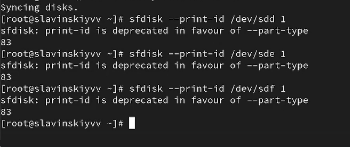 Syncing disks.
[root@slavinskiyvv ~]# sfdisk --print-id /dev/sdd 1
sfdisk: print-id is deprecated in favour of --part-type
83
[root@slavinskiyvv ~]# sfdisk --print-id /dev/sde 1
sfdisk: print-id is deprecated in favour of --part-type
83
[root@slavinskiyvv ~]# sfdisk --print-id /dev/sdf 1
sfdisk: print-id is deprecated in favour of --part-type
83
[root@slavinskiyvv ~]#